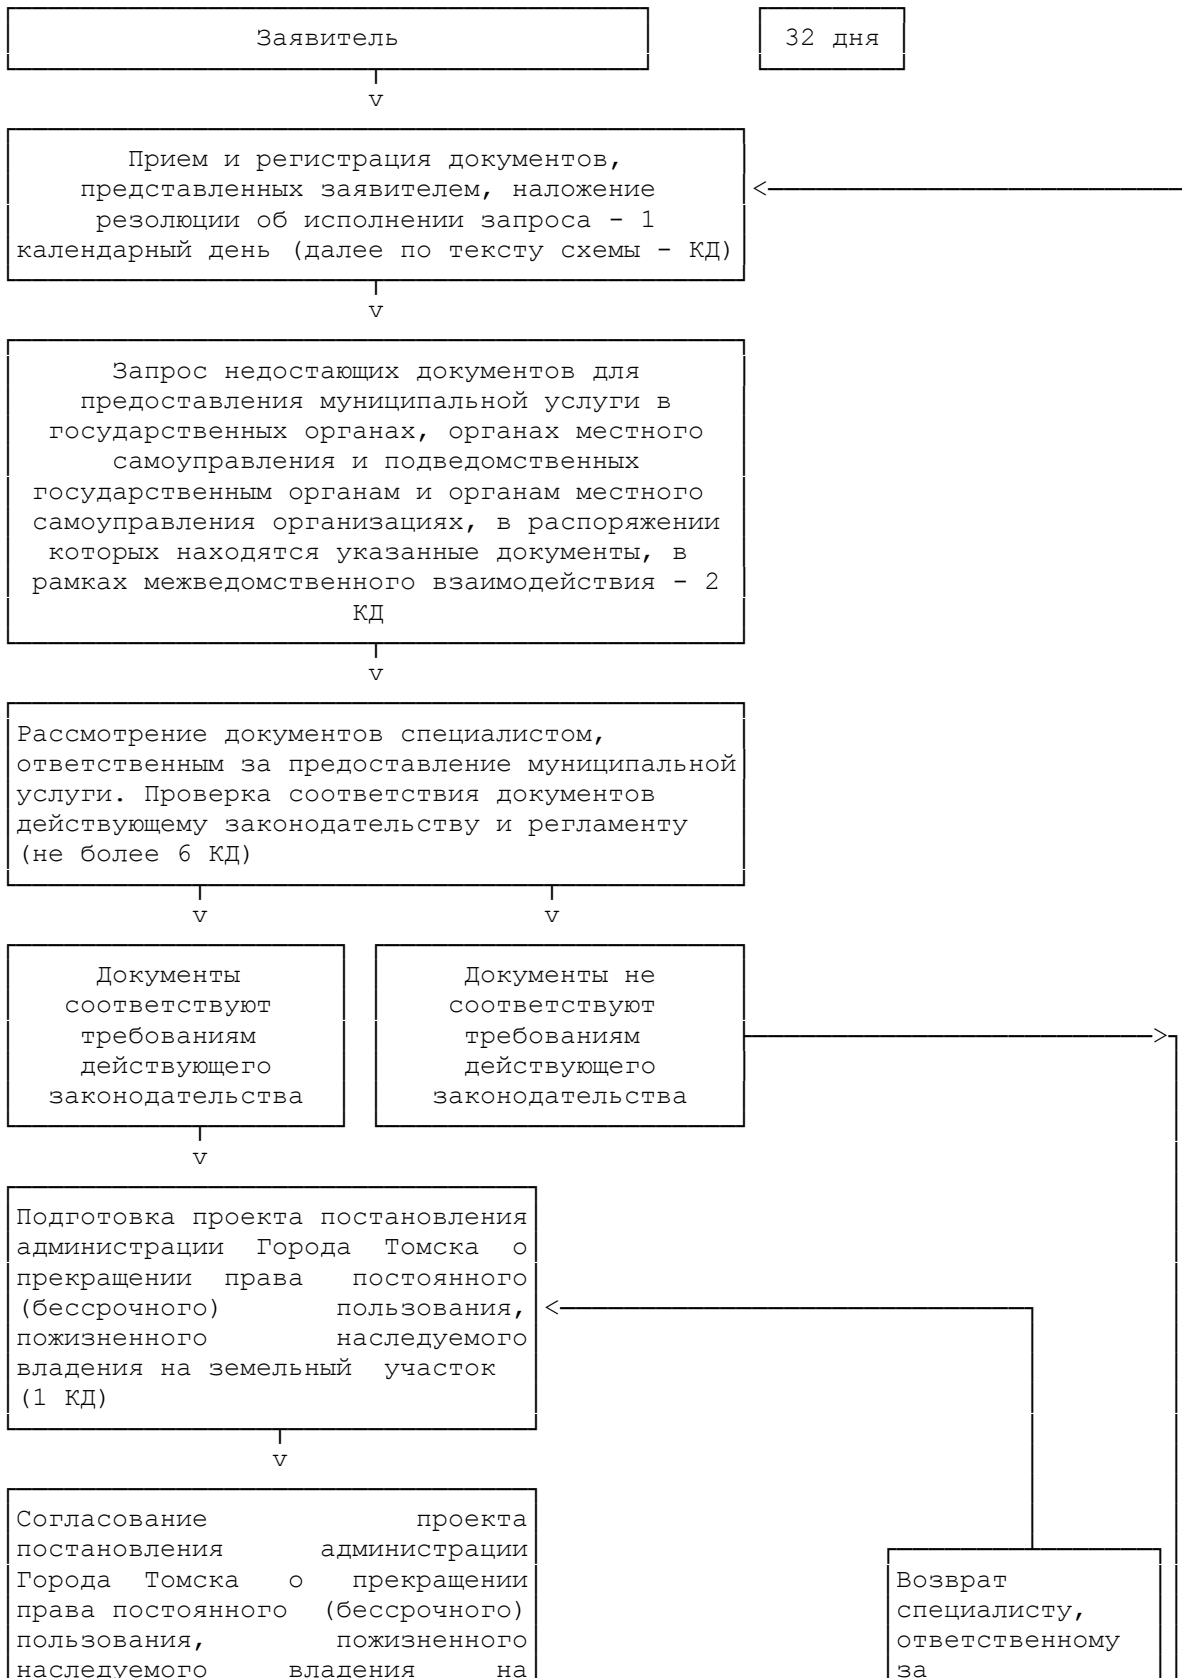 Заявитель
32 дня
v
Прием и регистрация документов,
представленных заявителем, наложение
резолюции об исполнении запроса - 1
календарный день (далее по тексту схемы - КД)
<
v
Запрос недостающих документов для
предоставления муниципальной услуги в
государственных органах, органах местного
самоуправления и подведомственных
государственным органам и органам местного
самоуправления организациях, в распоряжении
которых находятся указанные документы, в
рамках межведомственного взаимодействия - 2
КД
v
Рассмотрение документов специалистом,
ответственным за предоставление муниципальной
услуги. Проверка соответствия документов
действующему законодательству и регламенту
(не более 6 КД)
v
v
Документы
соответствуют
требованиям
действующего
законодательства
Документы не
соответствуют
требованиям
действующего
законодательства
>
v
Подготовка проекта постановления
администрации Города Томска о
прекращении права постоянного
(бессрочного) пользования,
пожизненного наследуемого
владения на земельный участок
(1 КД)
<
v
Согласование проекта
постановления администрации
Города Томска о прекращении
права постоянного (бессрочного)
пользования, пожизненного
наследуемого владения на
Возврат
специалисту,
ответственному
за